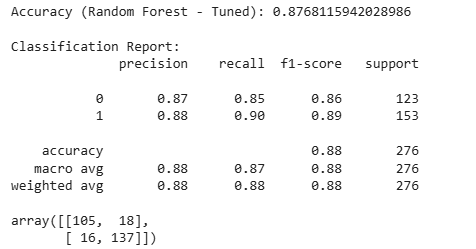 Accuracy (Random Forest - Tuned): 0.8768115942028986
Classification Report:
precision recall f1-score support
0 0.87 0.85 0.86 123
1 0.88 0.90 0.89 153
accuracy 0.88 276
macro avg 0.88 0.87 0.88 276
weighted avg 0.88 0.88 0.88 276
array([[105, 18],
[ 16, 137]])